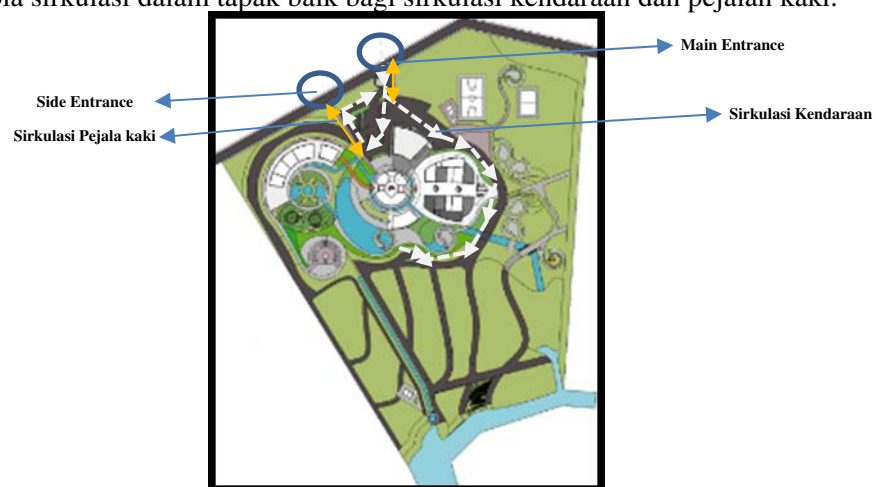 sirkulasi dalam tapak baik bagi sirkulasi kendaraan dan pejalan kaki.
Main Entrance
Side Entrance
Sirkulasi Kendaraan
Sirkulasi Pejala kaki